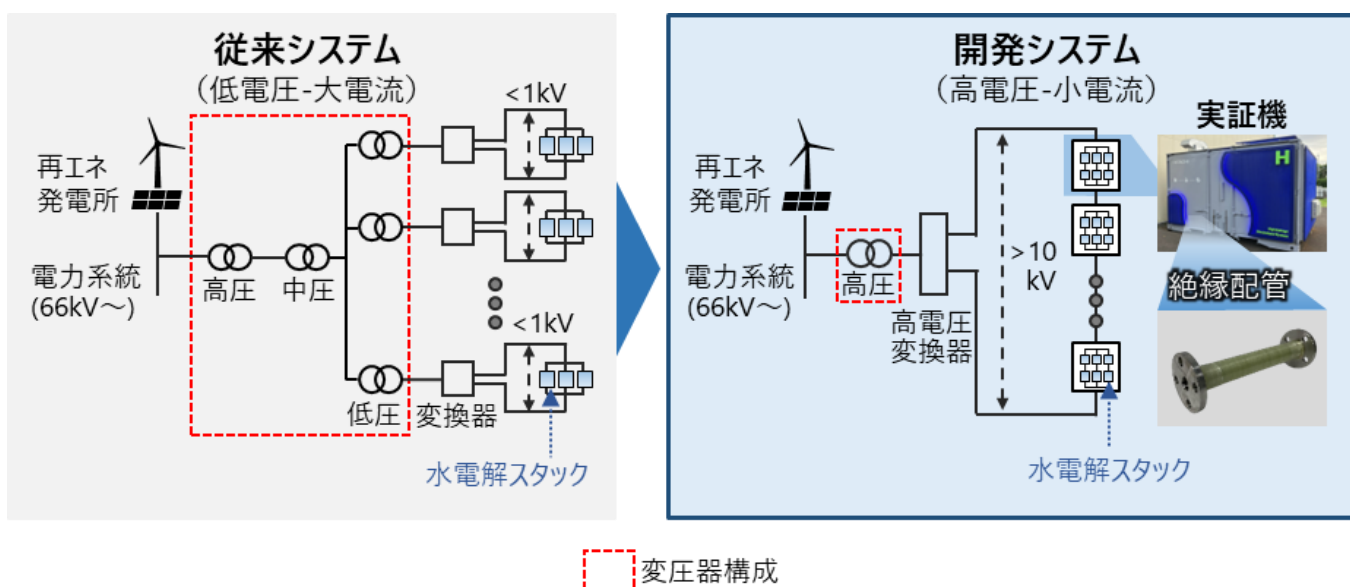 従来システム
（低電圧-大電流）
<1kV
再エネ
発電所
電力系統
(66kV～)
高圧
中圧
<1kV
低圧
変換器
水電解スタック
開発システム
（高電圧-小電流）
実証機
H
再エネ
発電所
電力系統
(66kV～)
高圧
高電圧
変換器
>10
kV
絶縁配管
水電解スタック
変圧器構成